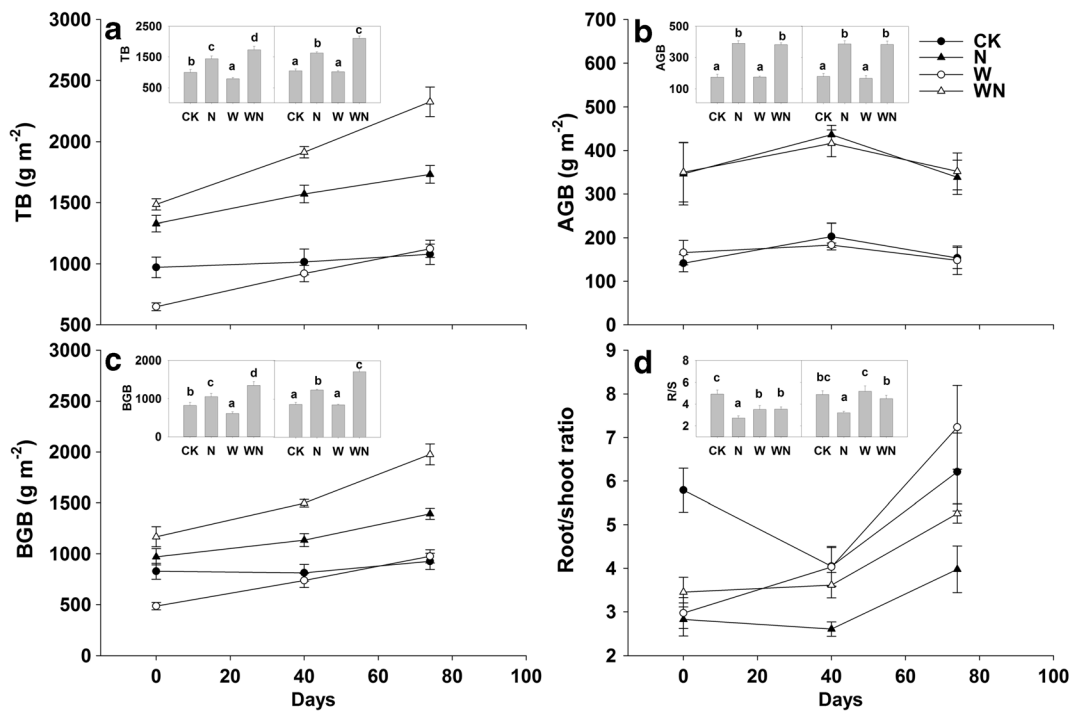 a
TB (g m-2)
3000
2500
2000
1500
1000
500
TB
2500
1500
500
b c a d
a b a c
CK N W WN
CK N W WN
b
AGB (g m-2)
700
600
500
400
300
200
100
0
AGB
500
300
100
a b a b
a b a b
CK N W WN
CK N W WN
CK
N
W
WN
c
BGB (g m-2)
3000
2500
2000
1500
1000
500
0
BGB
2000
1000
0
b c a d
a b a c
CK N W WN
CK N W WN
0 20 40 60 80 100
Days
d
Root/shoot ratio
9
8
7
6
5
4
3
2
R/S
8
6
4
2
c a b b
bc a c b
CK N W WN
CK N W WN
0 20 40 60 80 100
Days